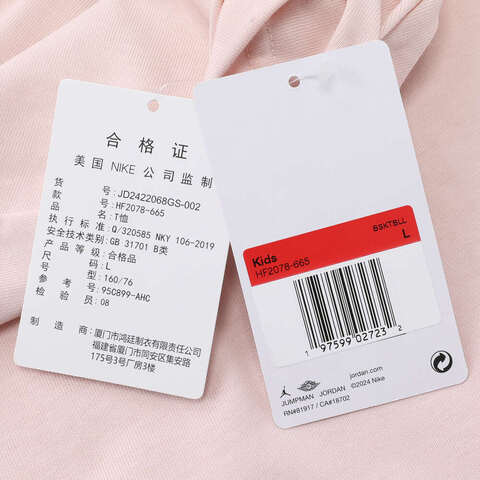 合格证
美国 NIKE 公司监制
货号: JD2422068GS-002
款号: HF2078-665
品名: T恤
执行标准: Q/320585 NKY 106-2019
安全技术类别: GB 31701 B类
产品等级: 合格品
尺码: L
号型: 160/76
参考号: 95C899-AHC
检验员: 08
制造商: 厦门市鸿廷制衣有限责任公司
福建省厦门市同安区集安路
175号3号厂房3楼
BSKTBLL
Kids L
HF2078-665
1 97599 02723 2
JUMPMAN JORDAN
jordan.com
©2024 Nike
RN#81917 / CA#18702